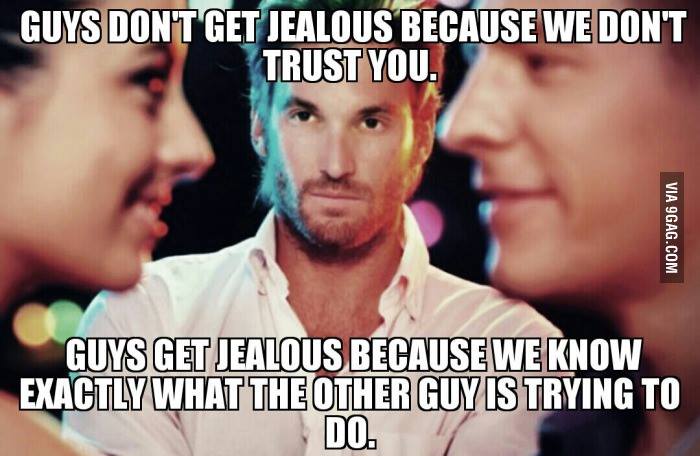 GUYS DON'T GET JEALOUS BECAUSE WE DON'T
TRUST YOU.
VIA 9GAG.COM
GUYS GET JEALOUS BECAUSE WE KNOW
EXACTLY WHAT THE OTHER GUY IS TRYING TO
DO.